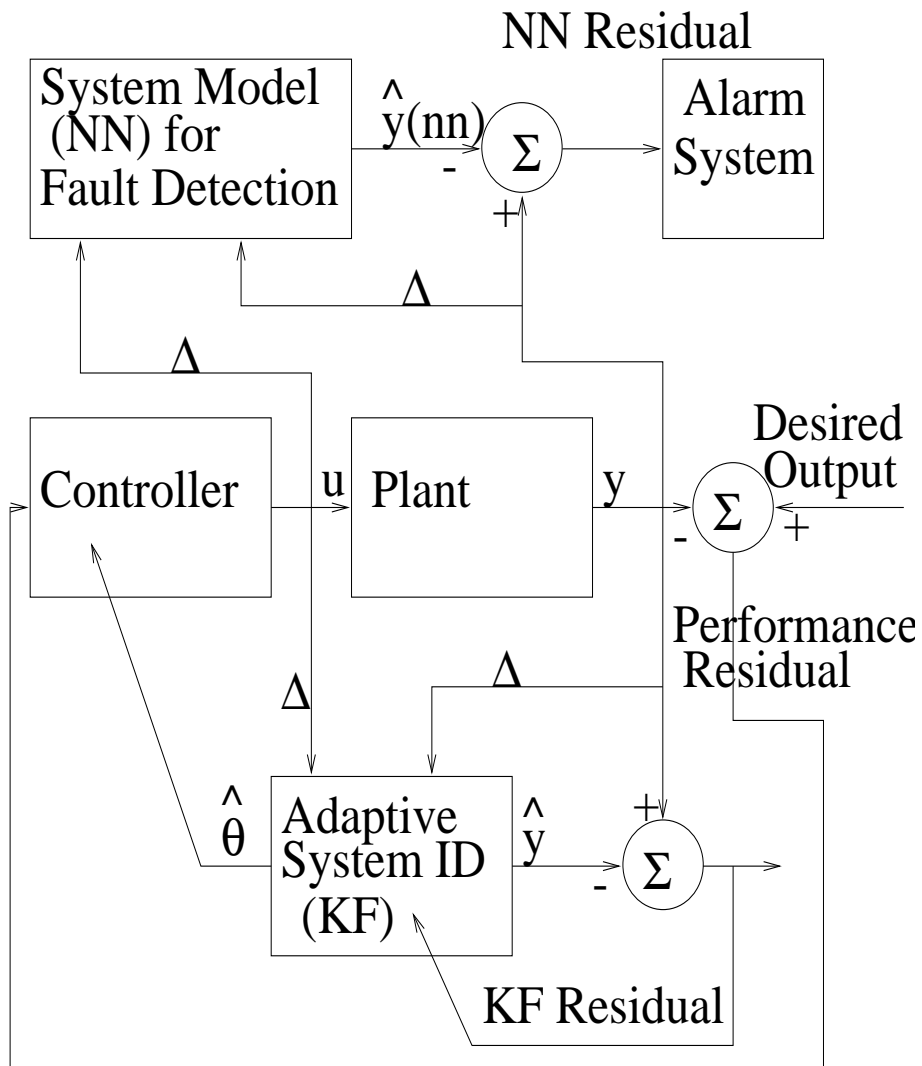 NN Residual
System Model
(NN) for
Fault Detection
^
y(nn)
-
Σ
+
Alarm
System
Δ
Δ
Controller
u
Plant
y
-
Σ
+
Desired
Output
Performance
Residual
Δ
Δ
^
θ
Adaptive
System ID
(KF)
^
y
-
+
Σ
KF Residual